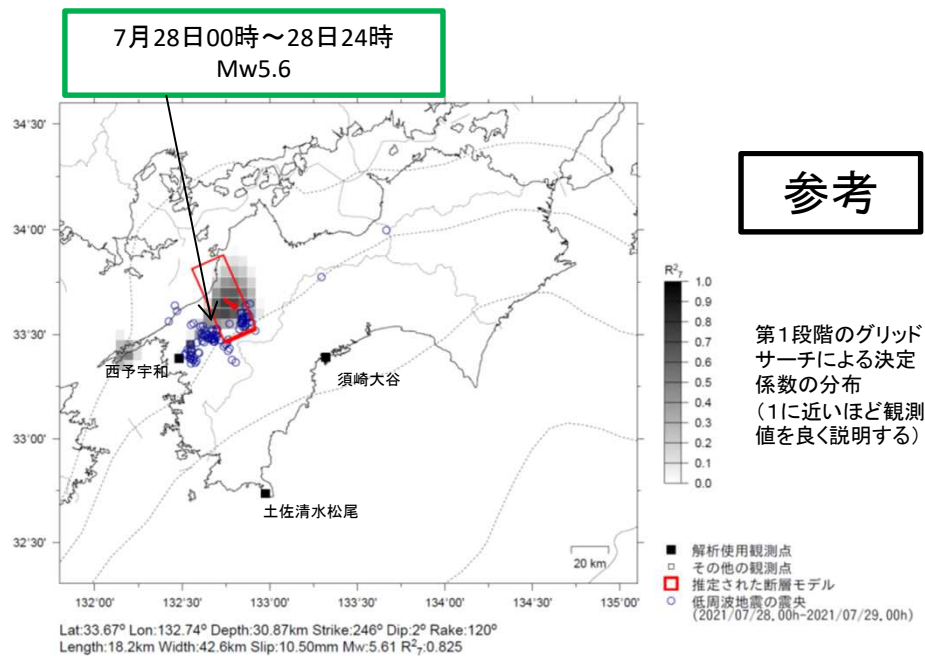 7月28日00時～28日24時
Mw5.6
参考
34°30'
34°00'
33°30'
33°00'
32°30'
132°00'
132°30'
133°00'
133°30'
134°00'
134°30'
135°00'
西予宇和
須崎大谷
土佐清水松尾
20 km
R²₇
1.0
0.9
0.8
0.7
0.6
0.5
0.4
0.3
0.2
0.1
0.0
第１段階のグリッド
サーチによる決定
係数の分布
（１に近いほど観測
値を良く説明する）
解析使用観測点
その他の観測点
推定された断層モデル
低周波地震の震央
(2021/07/28.00h-2021/07/29.00h)
Lat:33.67° Lon:132.74° Depth:30.87km Strike:246° Dip:2° Rake:120°
Length:18.2km Width:42.6km Slip:10.50mm Mw:5.61 R²₇:0.825